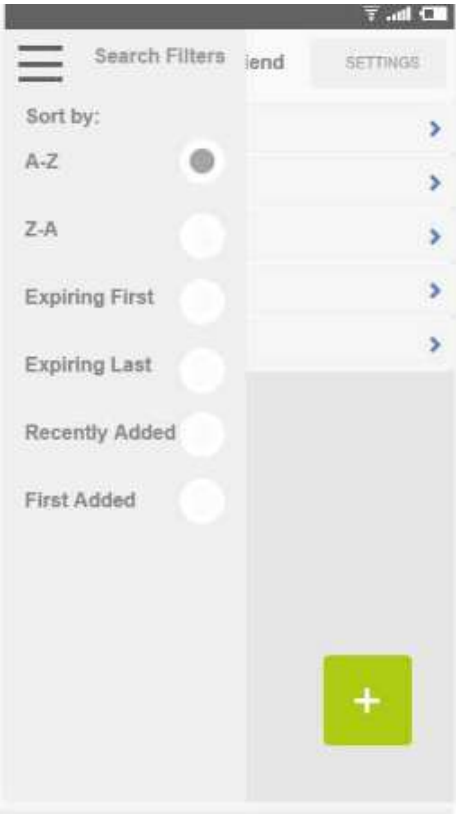 Search Filters
iend
SETTINGS
Sort by:
A-Z
Z-A
Expiring First
Expiring Last
Recently Added
First Added
+